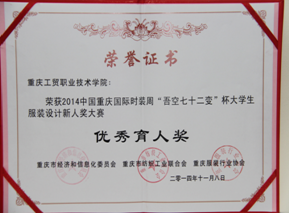 荣誉证书
重庆工贸职业技术学院：
荣获2014中国重庆国际时装周“吾空七十二变”杯大学生
服装设计新人奖大赛
优秀育人奖
重庆市经济和信息化委员会 重庆市纺织工业联合会 重庆服装行业协会
二〇一四年十一月八日